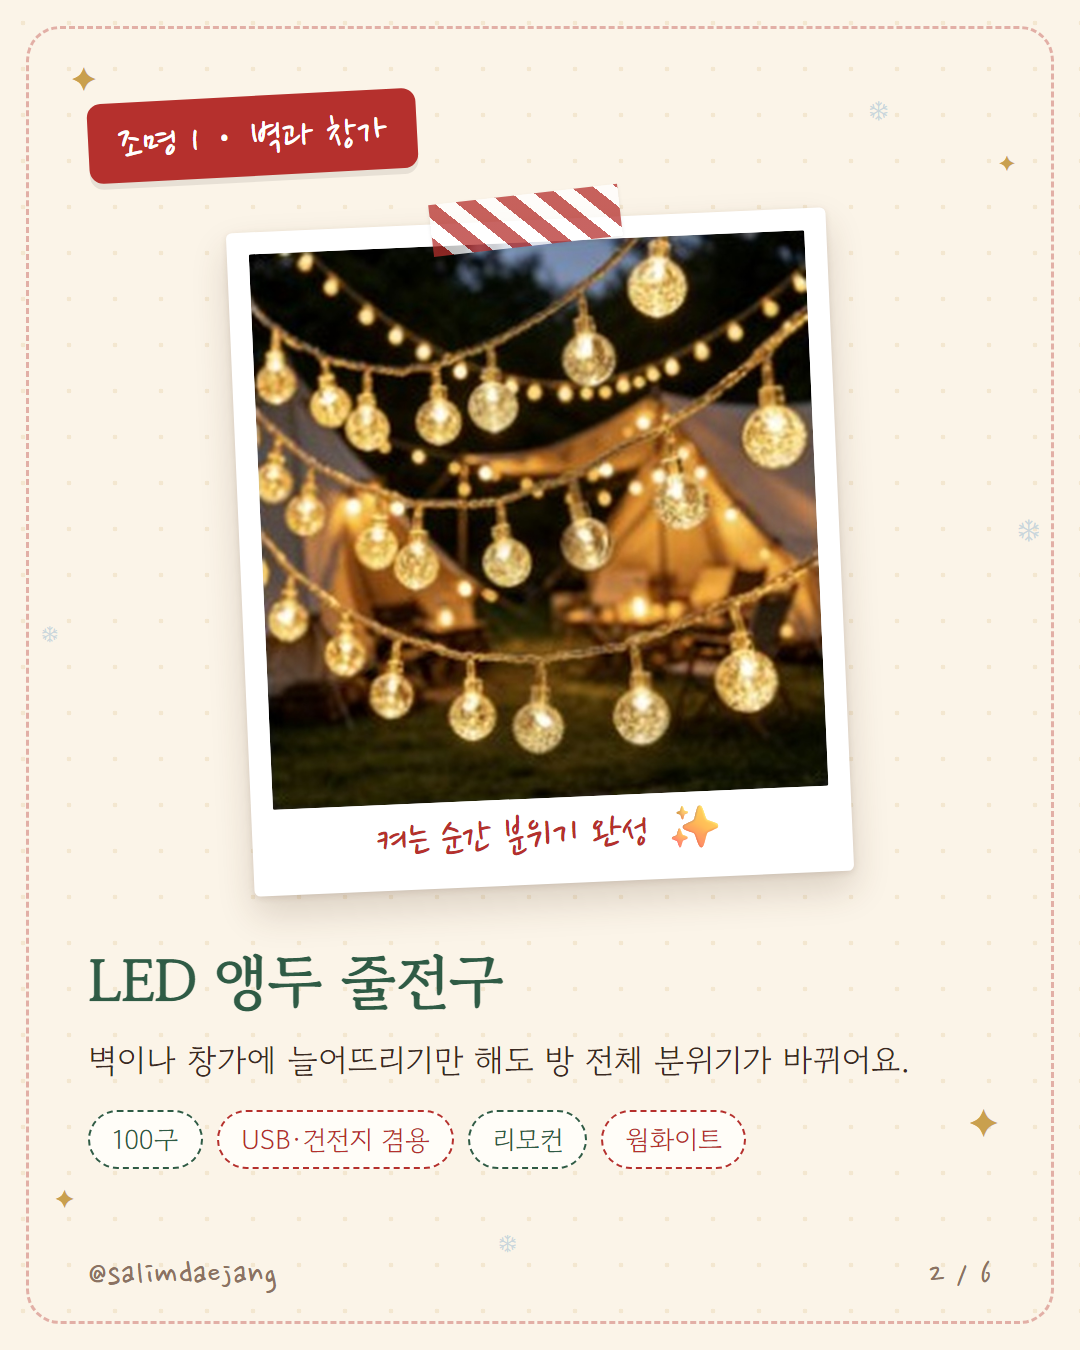 조명 1 · 벽과 창가
켜는 순간 분위기 완성 ✨
LED 앵두 줄전구
벽이나 창가에 늘어뜨리기만 해도 방 전체 분위기가 바뀌어요.
100구 USB·건전지 겸용 리모컨 웜화이트
@salimdaejang 2 / 6